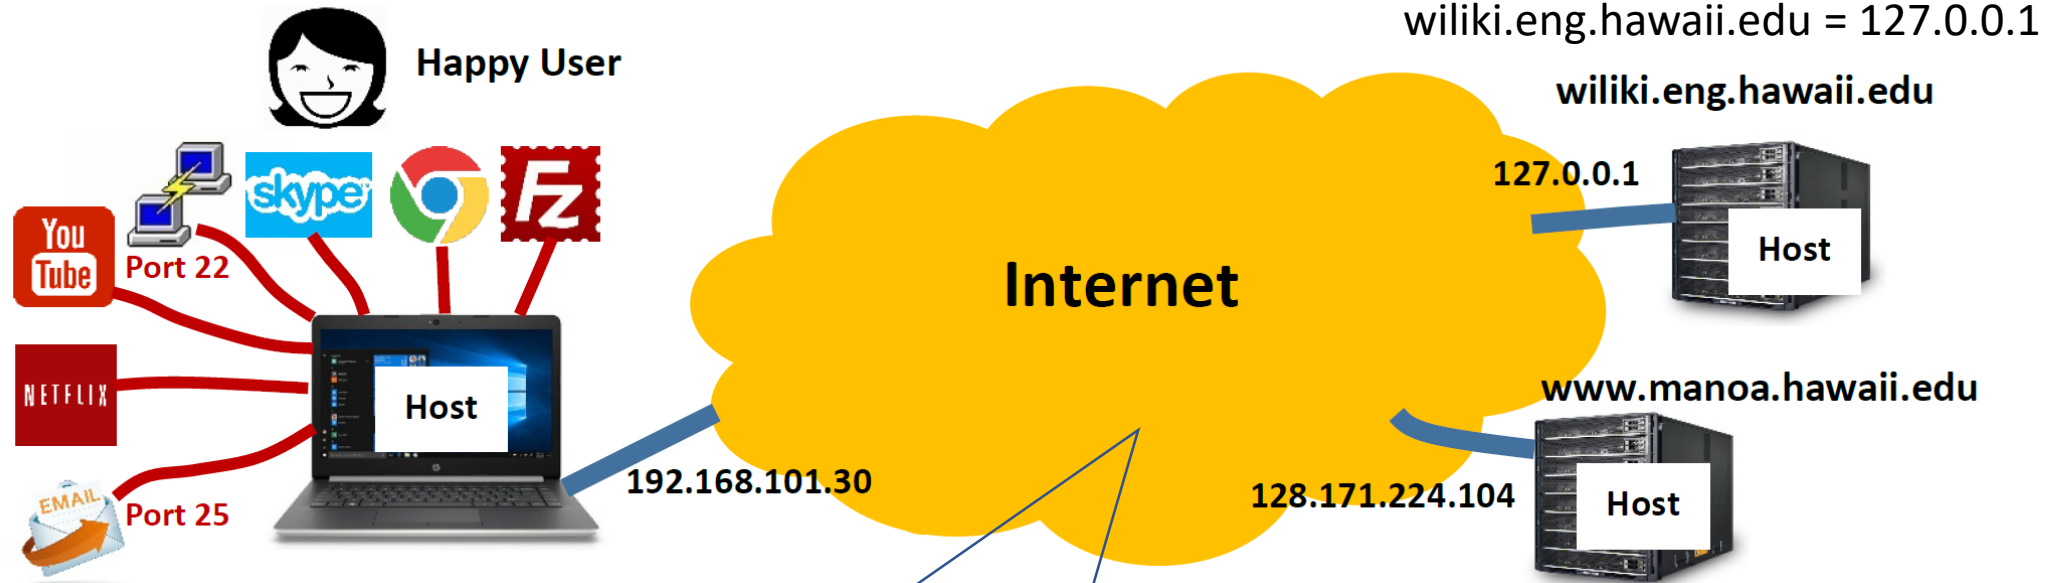 wiliki.eng.hawaii.edu = 127.0.0.1
Happy User
wiliki.eng.hawaii.edu
127.0.0.1
Host
skype
Fz
You
Tube
Port 22
Internet
NETFLIX
Host
www.manoa.hawaii.edu
192.168.101.30
128.171.224.104
Host
EMAIL
Port 25